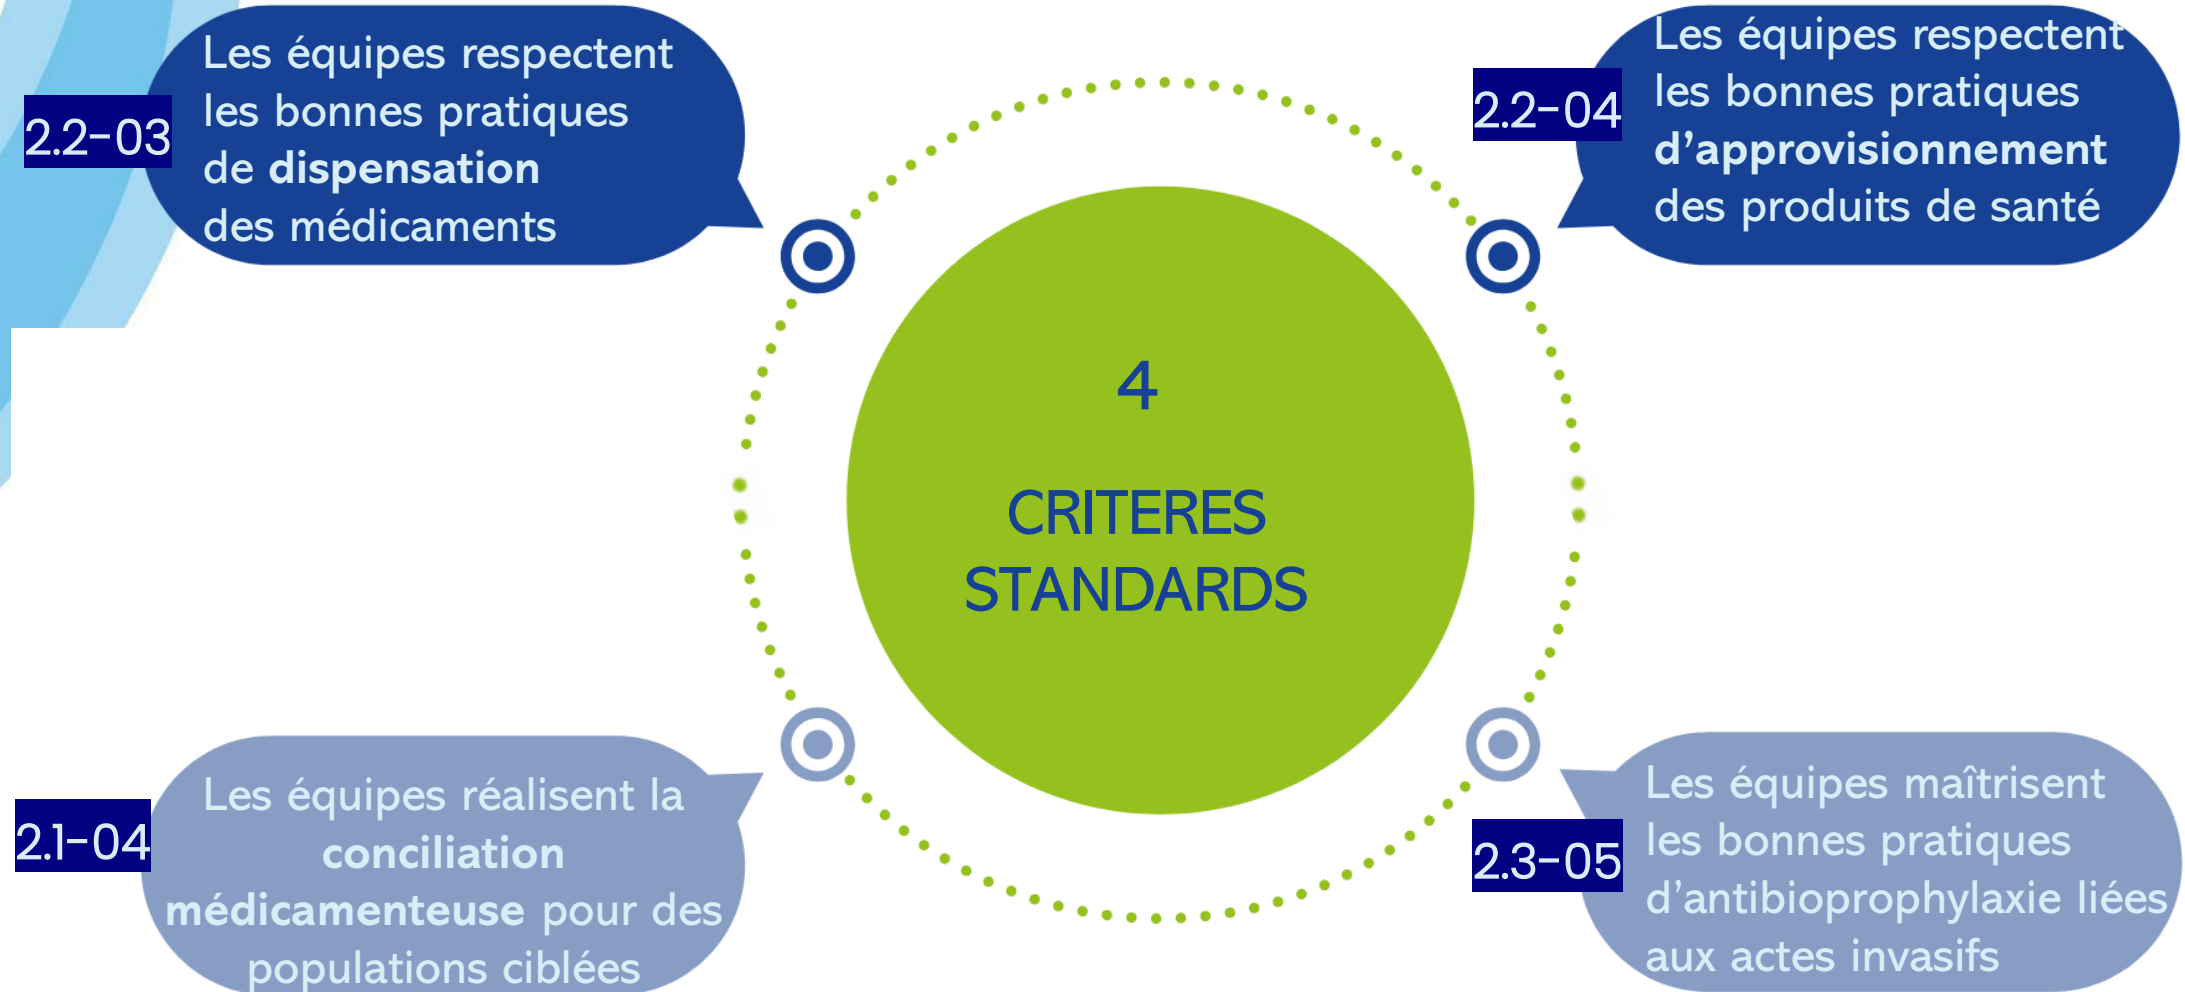 2.2-03
Les équipes respectent
les bonnes pratiques
de dispensation
des médicaments
2.2-04
Les équipes respectent
les bonnes pratiques
d’approvisionnement
des produits de santé
4
CRITERES
STANDARDS
2.1-04
Les équipes réalisent la
conciliation
médicamenteuse pour des
populations ciblées
2.3-05
Les équipes maîtrisent
les bonnes pratiques
d’antibioprophylaxie liées
aux actes invasifs